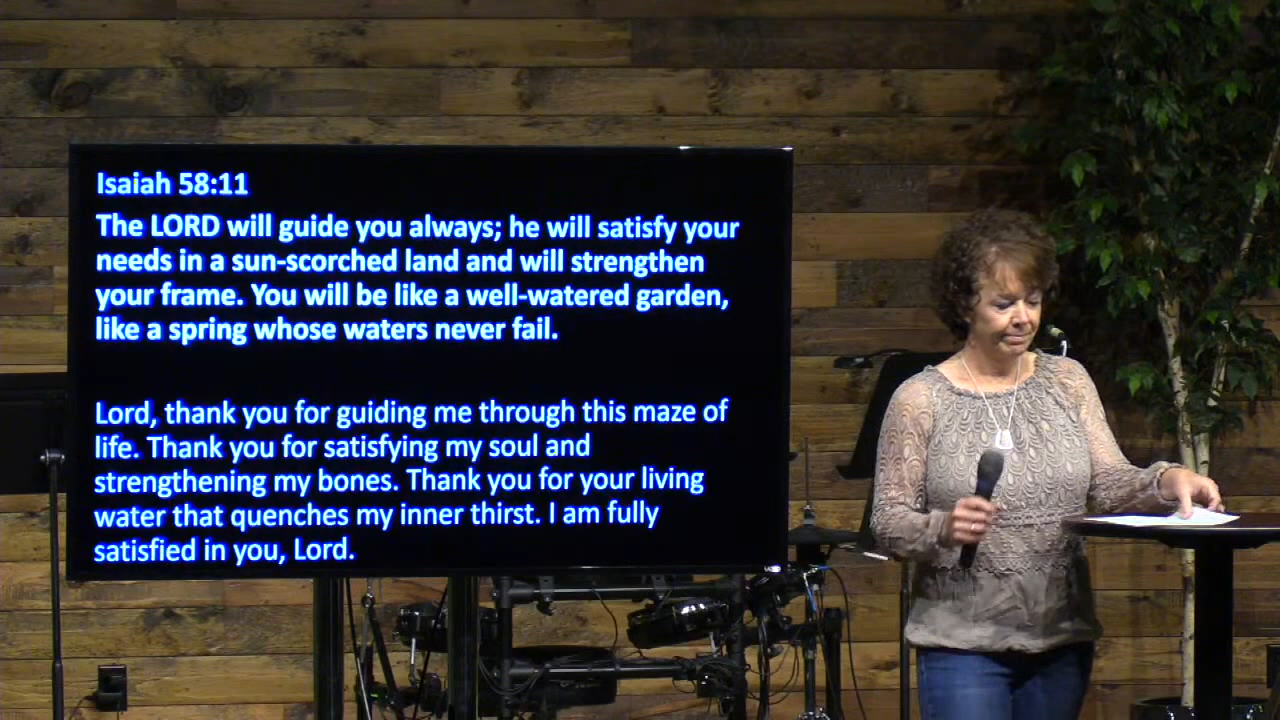 Isaiah 58:11
The LORD will guide you always; he will satisfy your
needs in a sun-scorched land and will strengthen
your frame. You will be like a well-watered garden,
like a spring whose waters never fail.
Lord, thank you for guiding me through this maze of
life. Thank you for satisfying my soul and
strengthening my bones. Thank you for your living
water that quenches my inner thirst. I am fully
satisfied in you, Lord.